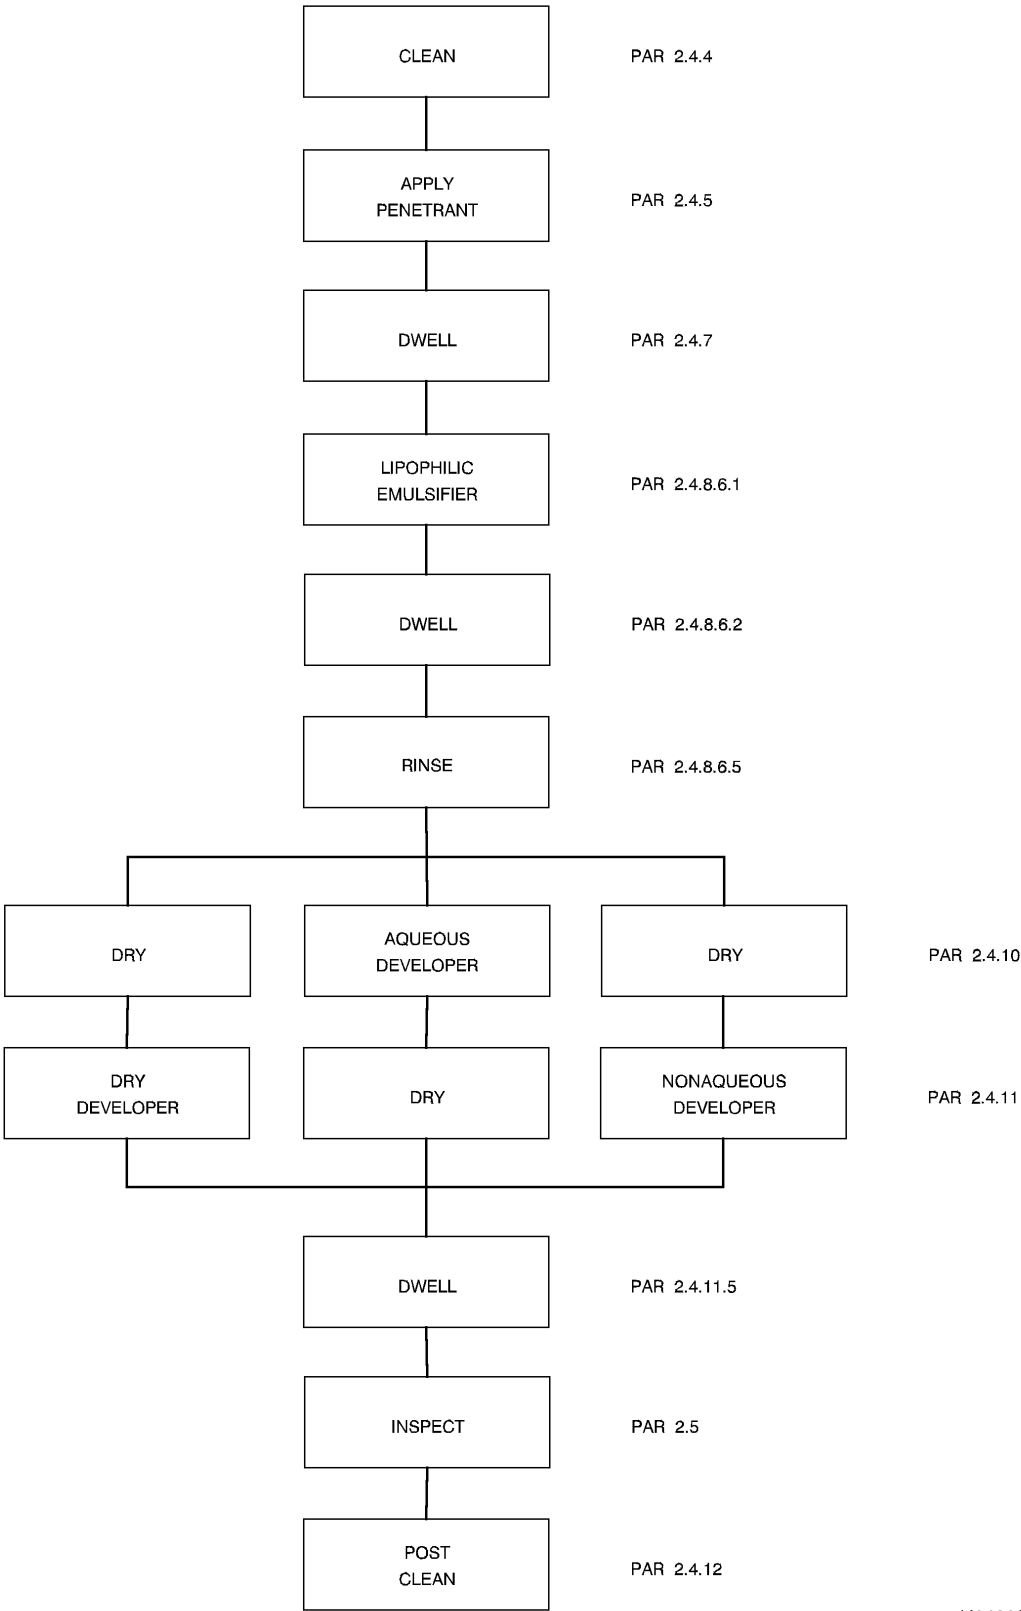 CLEAN
PAR 2.4.4
APPLY
PENETRANT
PAR 2.4.5
DWELL
PAR 2.4.7
LIPOPHILIC
EMULSIFIER
PAR 2.4.8.6.1
DWELL
PAR 2.4.8.6.2
RINSE
PAR 2.4.8.6.5
DRY
AQUEOUS
DEVELOPER
DRY
PAR 2.4.10
DRY
DEVELOPER
DRY
NONAQUEOUS
DEVELOPER
PAR 2.4.11
DWELL
PAR 2.4.11.5
INSPECT
PAR 2.5
POST
CLEAN
PAR 2.4.12